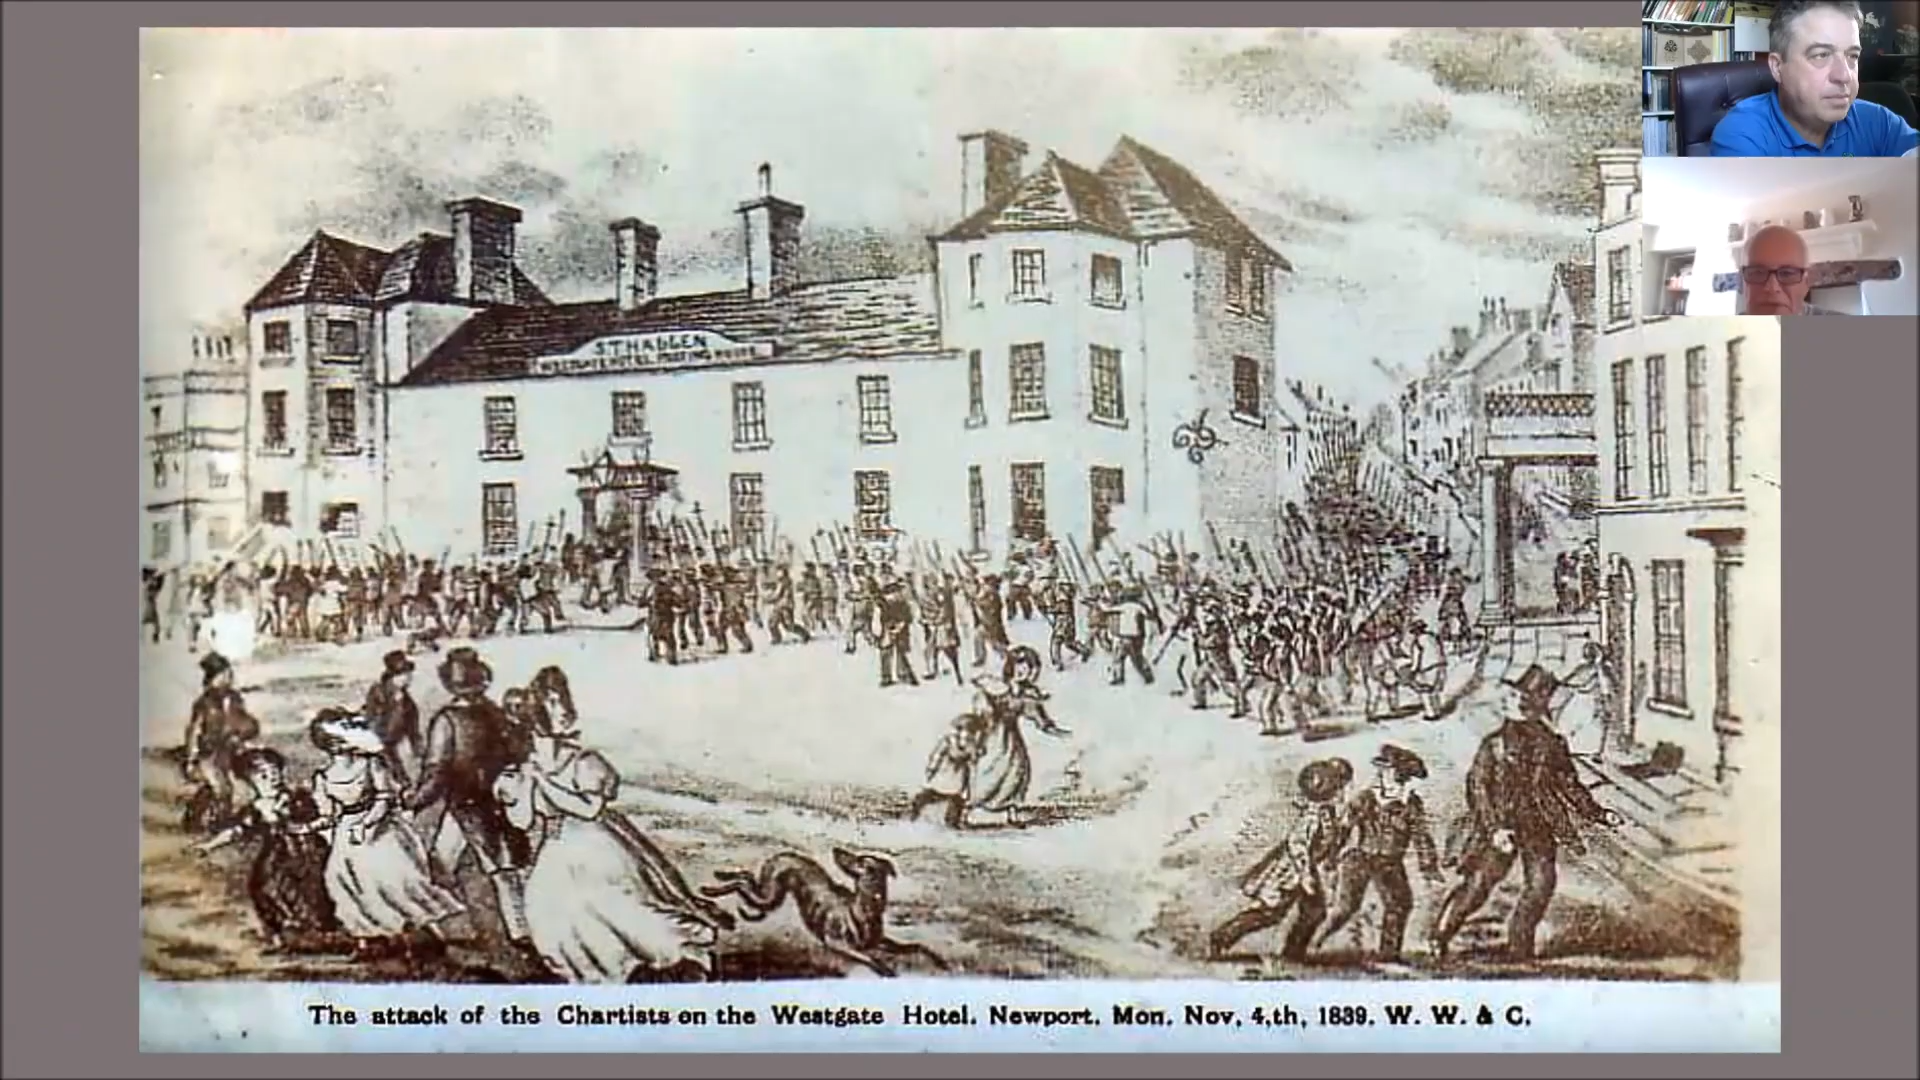 S.T HALLEN
WESTGATE HOTEL POSTING HOUSE
The attack of the Chartists on the Westgate Hotel. Newport. Mon. Nov, 4,th, 1839. W. W. & C.